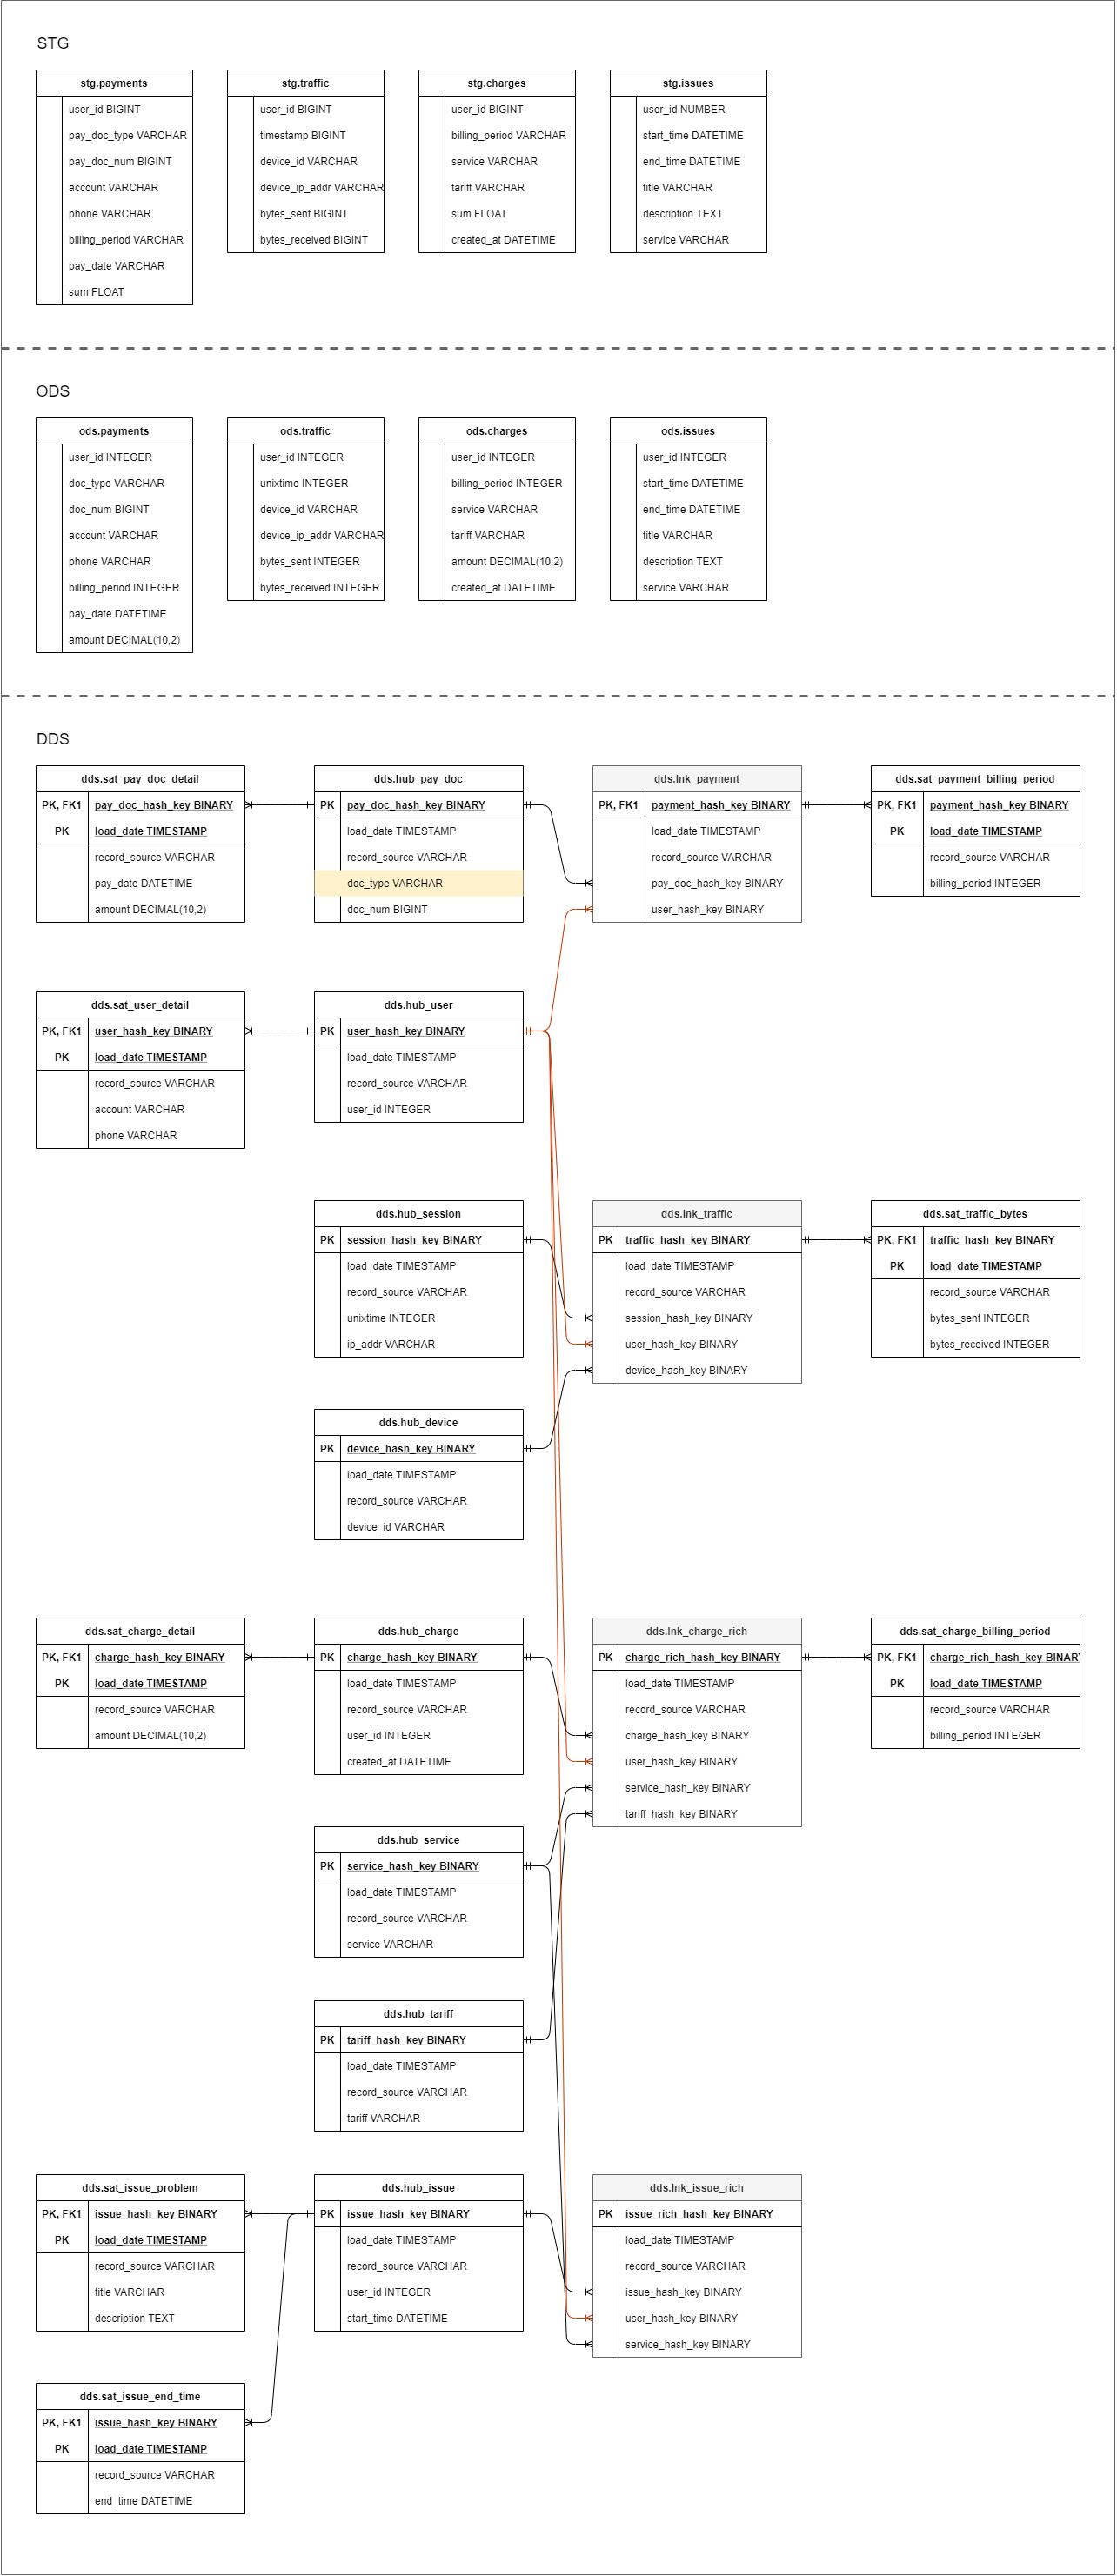 STG
stg.payments
user_id BIGINT
pay_doc_type VARCHAR
pay_doc_num BIGINT
account VARCHAR
phone VARCHAR
billing_period VARCHAR
pay_date VARCHAR
sum FLOAT
stg.traffic
user_id BIGINT
timestamp BIGINT
device_id VARCHAR
device_ip_addr VARCHAR
bytes_sent BIGINT
bytes_received BIGINT
stg.charges
user_id BIGINT
billing_period VARCHAR
service VARCHAR
tariff VARCHAR
sum FLOAT
created_at DATETIME
stg.issues
user_id NUMBER
start_time DATETIME
end_time DATETIME
title VARCHAR
description TEXT
service VARCHAR
ODS
ods.payments
user_id INTEGER
doc_type VARCHAR
doc_num BIGINT
account VARCHAR
phone VARCHAR
billing_period INTEGER
pay_date DATETIME
amount DECIMAL(10,2)
ods.traffic
user_id INTEGER
unixtime INTEGER
device_id VARCHAR
device_ip_addr VARCHAR
bytes_sent INTEGER
bytes_received INTEGER
ods.charges
user_id INTEGER
billing_period INTEGER
service VARCHAR
tariff VARCHAR
amount DECIMAL(10,2)
created_at DATETIME
ods.issues
user_id INTEGER
start_time DATETIME
end_time DATETIME
title VARCHAR
description TEXT
service VARCHAR
DDS
dds.sat_pay_doc_detail
PK, FK1 pay_doc_hash_key BINARY
PK load_date TIMESTAMP
record_source VARCHAR
pay_date DATETIME
amount DECIMAL(10,2)
dds.hub_pay_doc
PK pay_doc_hash_key BINARY
load_date TIMESTAMP
record_source VARCHAR
doc_type VARCHAR
doc_num BIGINT
dds.lnk_payment
PK, FK1 payment_hash_key BINARY
load_date TIMESTAMP
record_source VARCHAR
pay_doc_hash_key BINARY
user_hash_key BINARY
dds.sat_payment_billing_period
PK, FK1 payment_hash_key BINARY
PK load_date TIMESTAMP
record_source VARCHAR
billing_period INTEGER
dds.sat_user_detail
PK, FK1 user_hash_key BINARY
PK load_date TIMESTAMP
record_source VARCHAR
account VARCHAR
phone VARCHAR
dds.hub_user
PK user_hash_key BINARY
load_date TIMESTAMP
record_source VARCHAR
user_id INTEGER
dds.hub_session
PK session_hash_key BINARY
load_date TIMESTAMP
record_source VARCHAR
unixtime INTEGER
ip_addr VARCHAR
dds.lnk_traffic
PK traffic_hash_key BINARY
load_date TIMESTAMP
record_source VARCHAR
session_hash_key BINARY
user_hash_key BINARY
device_hash_key BINARY
dds.sat_traffic_bytes
PK, FK1 traffic_hash_key BINARY
PK load_date TIMESTAMP
record_source VARCHAR
bytes_sent INTEGER
bytes_received INTEGER
dds.hub_device
PK device_hash_key BINARY
load_date TIMESTAMP
record_source VARCHAR
device_id VARCHAR
dds.sat_charge_detail
PK, FK1 charge_hash_key BINARY
PK load_date TIMESTAMP
record_source VARCHAR
amount DECIMAL(10,2)
dds.hub_charge
PK charge_hash_key BINARY
load_date TIMESTAMP
record_source VARCHAR
user_id INTEGER
created_at DATETIME
dds.lnk_charge_rich
PK charge_rich_hash_key BINARY
load_date TIMESTAMP
record_source VARCHAR
charge_hash_key BINARY
user_hash_key BINARY
service_hash_key BINARY
tariff_hash_key BINARY
dds.sat_charge_billing_period
PK, FK1 charge_rich_hash_key BINARY
PK load_date TIMESTAMP
record_source VARCHAR
billing_period INTEGER
dds.hub_service
PK service_hash_key BINARY
load_date TIMESTAMP
record_source VARCHAR
service VARCHAR
dds.hub_tariff
PK tariff_hash_key BINARY
load_date TIMESTAMP
record_source VARCHAR
tariff VARCHAR
dds.sat_issue_problem
PK, FK1 issue_hash_key BINARY
PK load_date TIMESTAMP
record_source VARCHAR
title VARCHAR
description TEXT
dds.hub_issue
PK issue_hash_key BINARY
load_date TIMESTAMP
record_source VARCHAR
user_id INTEGER
start_time DATETIME
dds.lnk_issue_rich
PK issue_rich_hash_key BINARY
load_date TIMESTAMP
record_source VARCHAR
issue_hash_key BINARY
user_hash_key BINARY
service_hash_key BINARY
dds.sat_issue_end_time
PK, FK1 issue_hash_key BINARY
PK load_date TIMESTAMP
record_source VARCHAR
end_time DATETIME